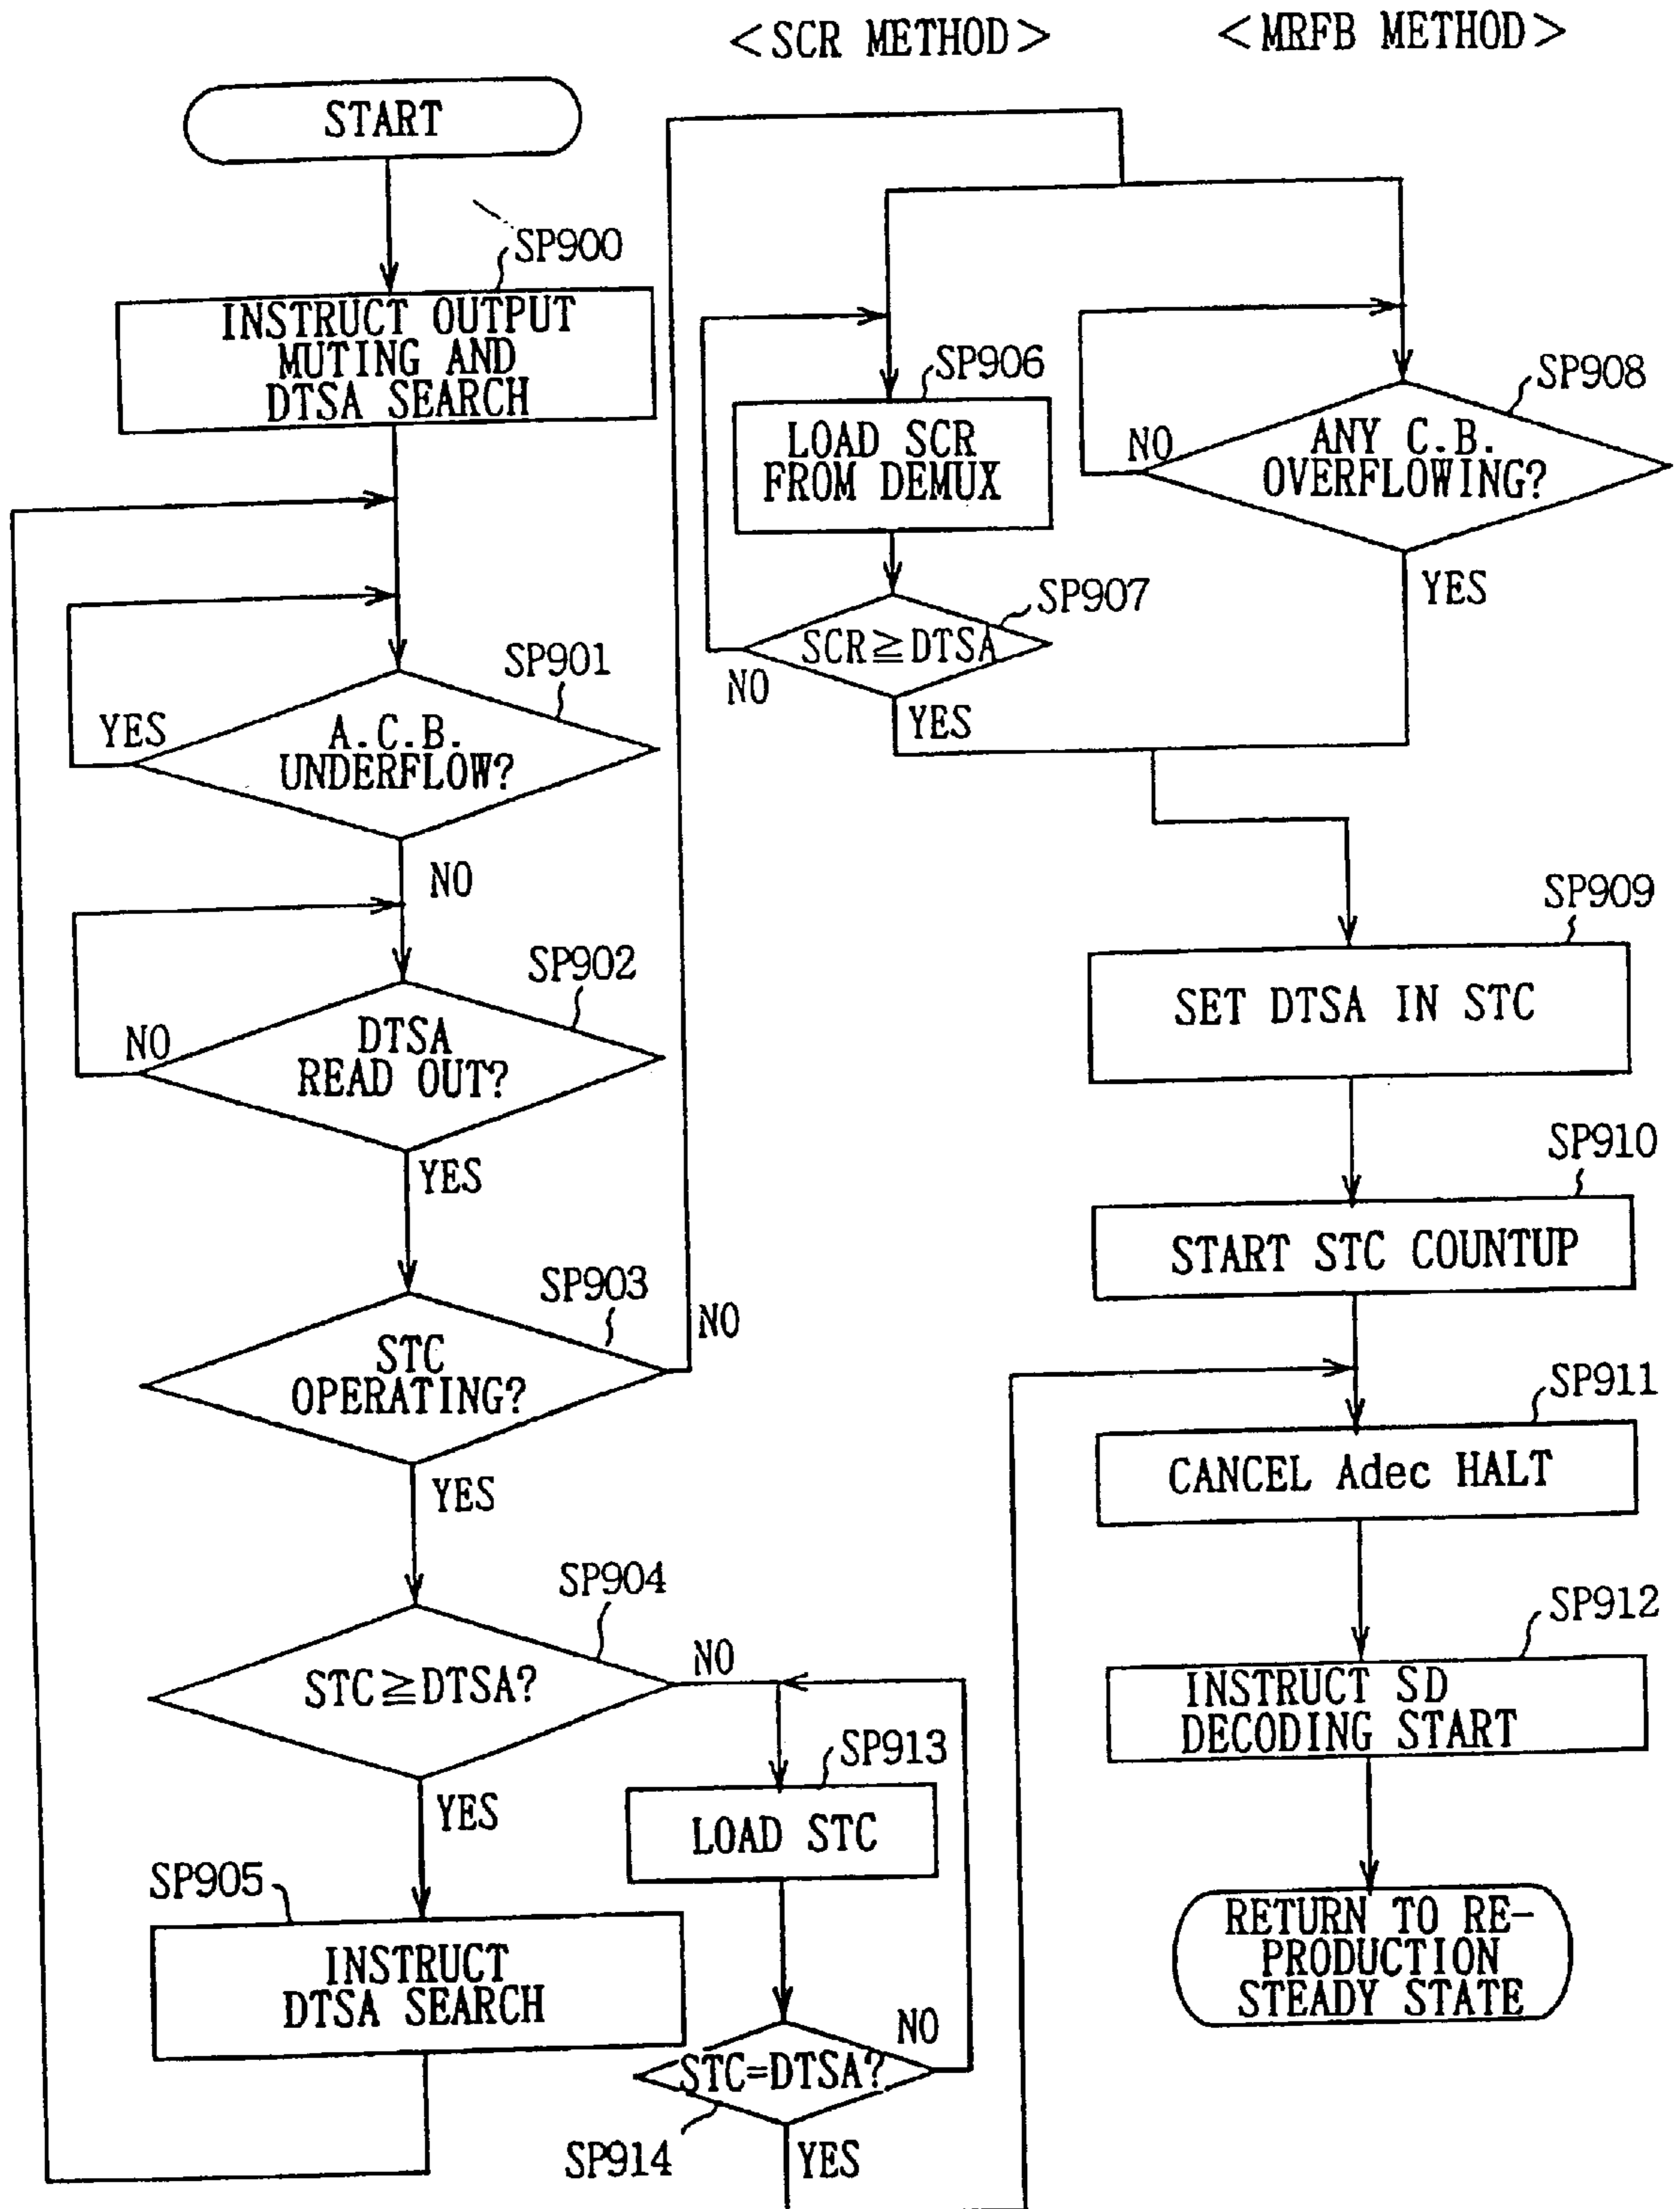 <SCR METHOD>
<MRFB METHOD>
START
SP900
INSTRUCT OUTPUT
MUTING AND
DTSA SEARCH
SP901
YES
A.C.B.
UNDERFLOW?
NO
SP902
NO
DTSA
READ OUT?
YES
SP903
NO
STC
OPERATING?
YES
SP904
NO
STC≧DTSA?
YES
SP905
INSTRUCT
DTSA SEARCH
SP913
LOAD STC
NO
STC=DTSA?
SP914
YES
SP906
LOAD SCR
FROM DEMUX
SP907
SCR≧DTSA
NO
YES
SP908
NO
ANY C.B.
OVERFLOWING?
YES
SP909
SET DTSA IN STC
SP910
START STC COUNTUP
SP911
CANCEL Adec HALT
SP912
INSTRUCT SD
DECODING START
RETURN TO RE-
PRODUCTION
STEADY STATE